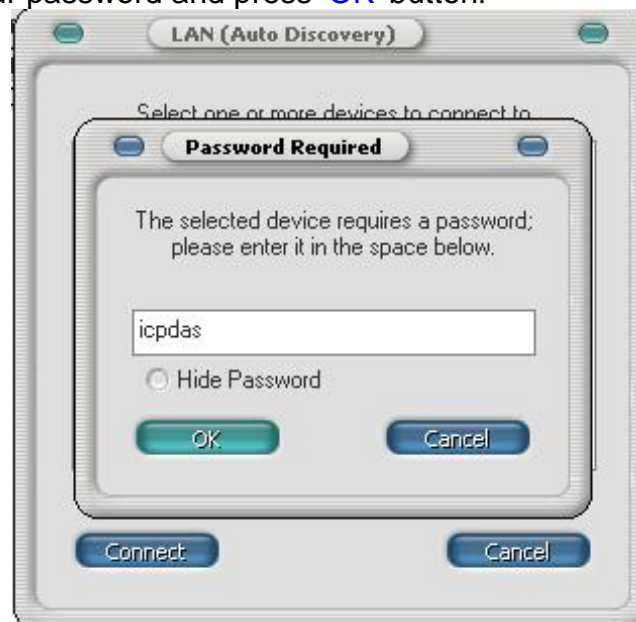 ur password and press "OK" button.
LAN (Auto Discovery)
Select one or more devices to connect to
Password Required
The selected device requires a password;
please enter it in the space below.
icpdas
Hide Password
OK
Cancel
Connect
Cancel